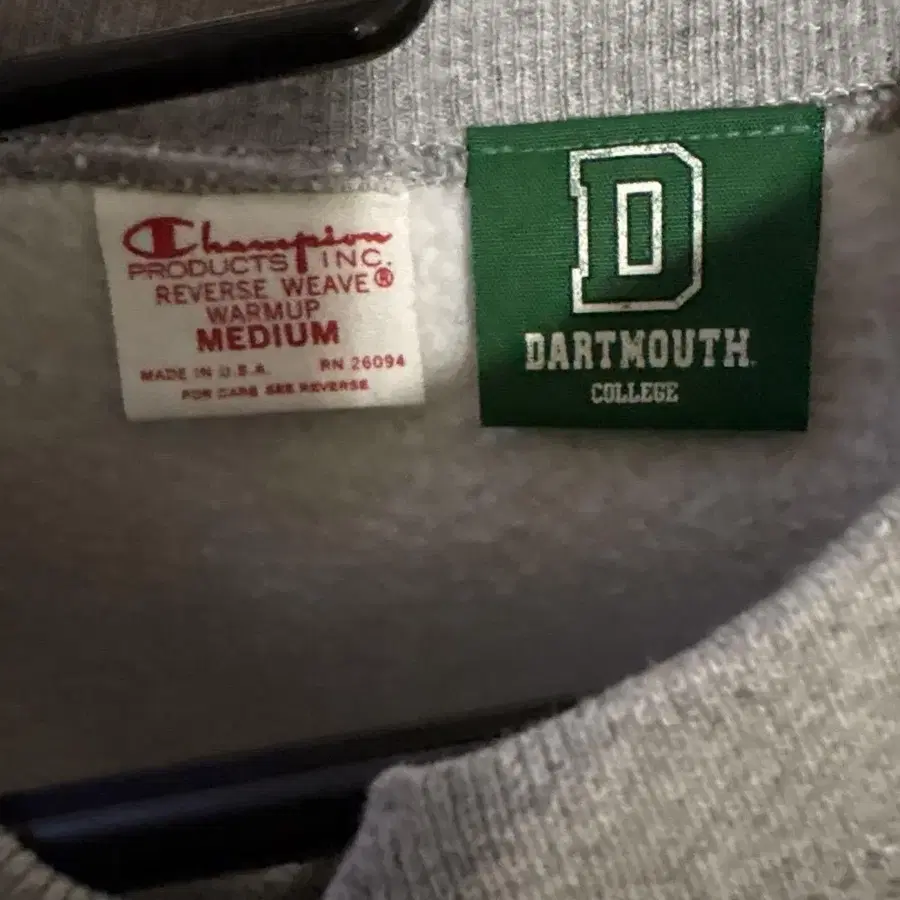 Champion
PRODUCTS INC.
REVERSE WEAVE®
WARMUP
MEDIUM
MADE IN U.S.A. RN 26094
FOR CARE SEE REVERSE
D
DARTMOUTH
COLLEGE